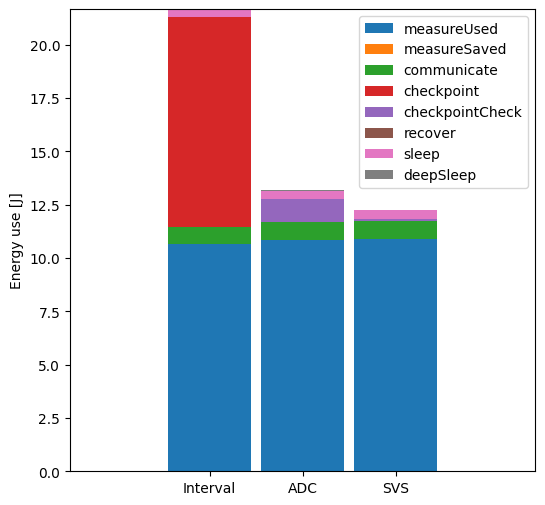 Energy use [J]
20.0
17.5
15.0
12.5
10.0
7.5
5.0
2.5
0.0
measureUsed
measureSaved
communicate
checkpoint
checkpointCheck
recover
sleep
deepSleep
Interval
ADC
SVS